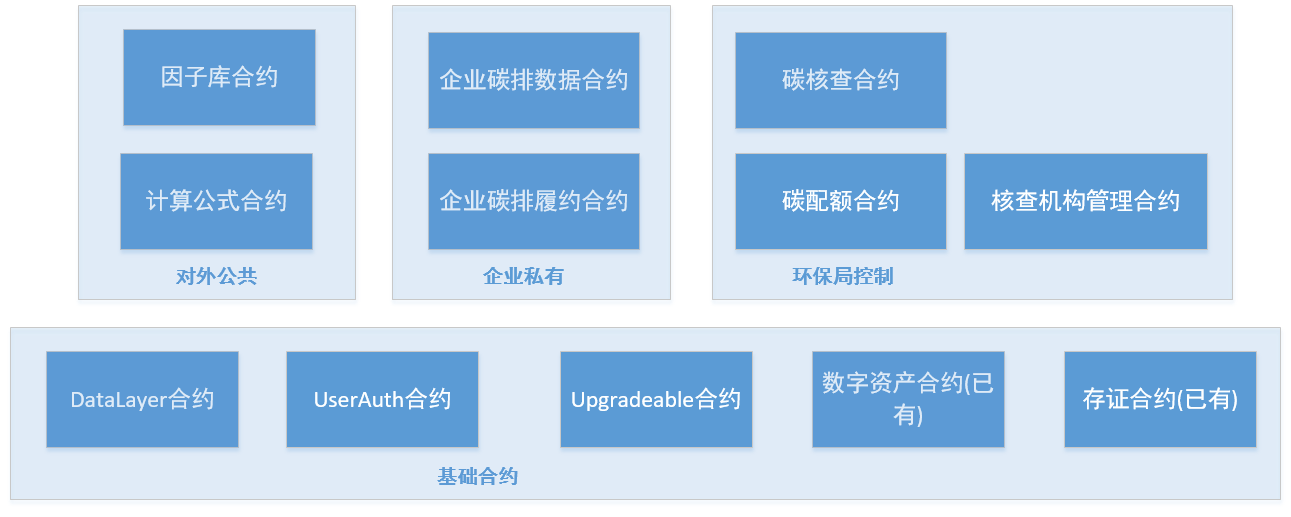 因子库合约
计算公式合约
对外公共
企业碳排数据合约
企业碳排履约合约
企业私有
碳核查合约
碳配额合约
核查机构管理合约
环保局控制
DataLayer合约
UserAuth合约
Upgradeable合约
数字资产合约(已
有)
存证合约(已有)
基础合约